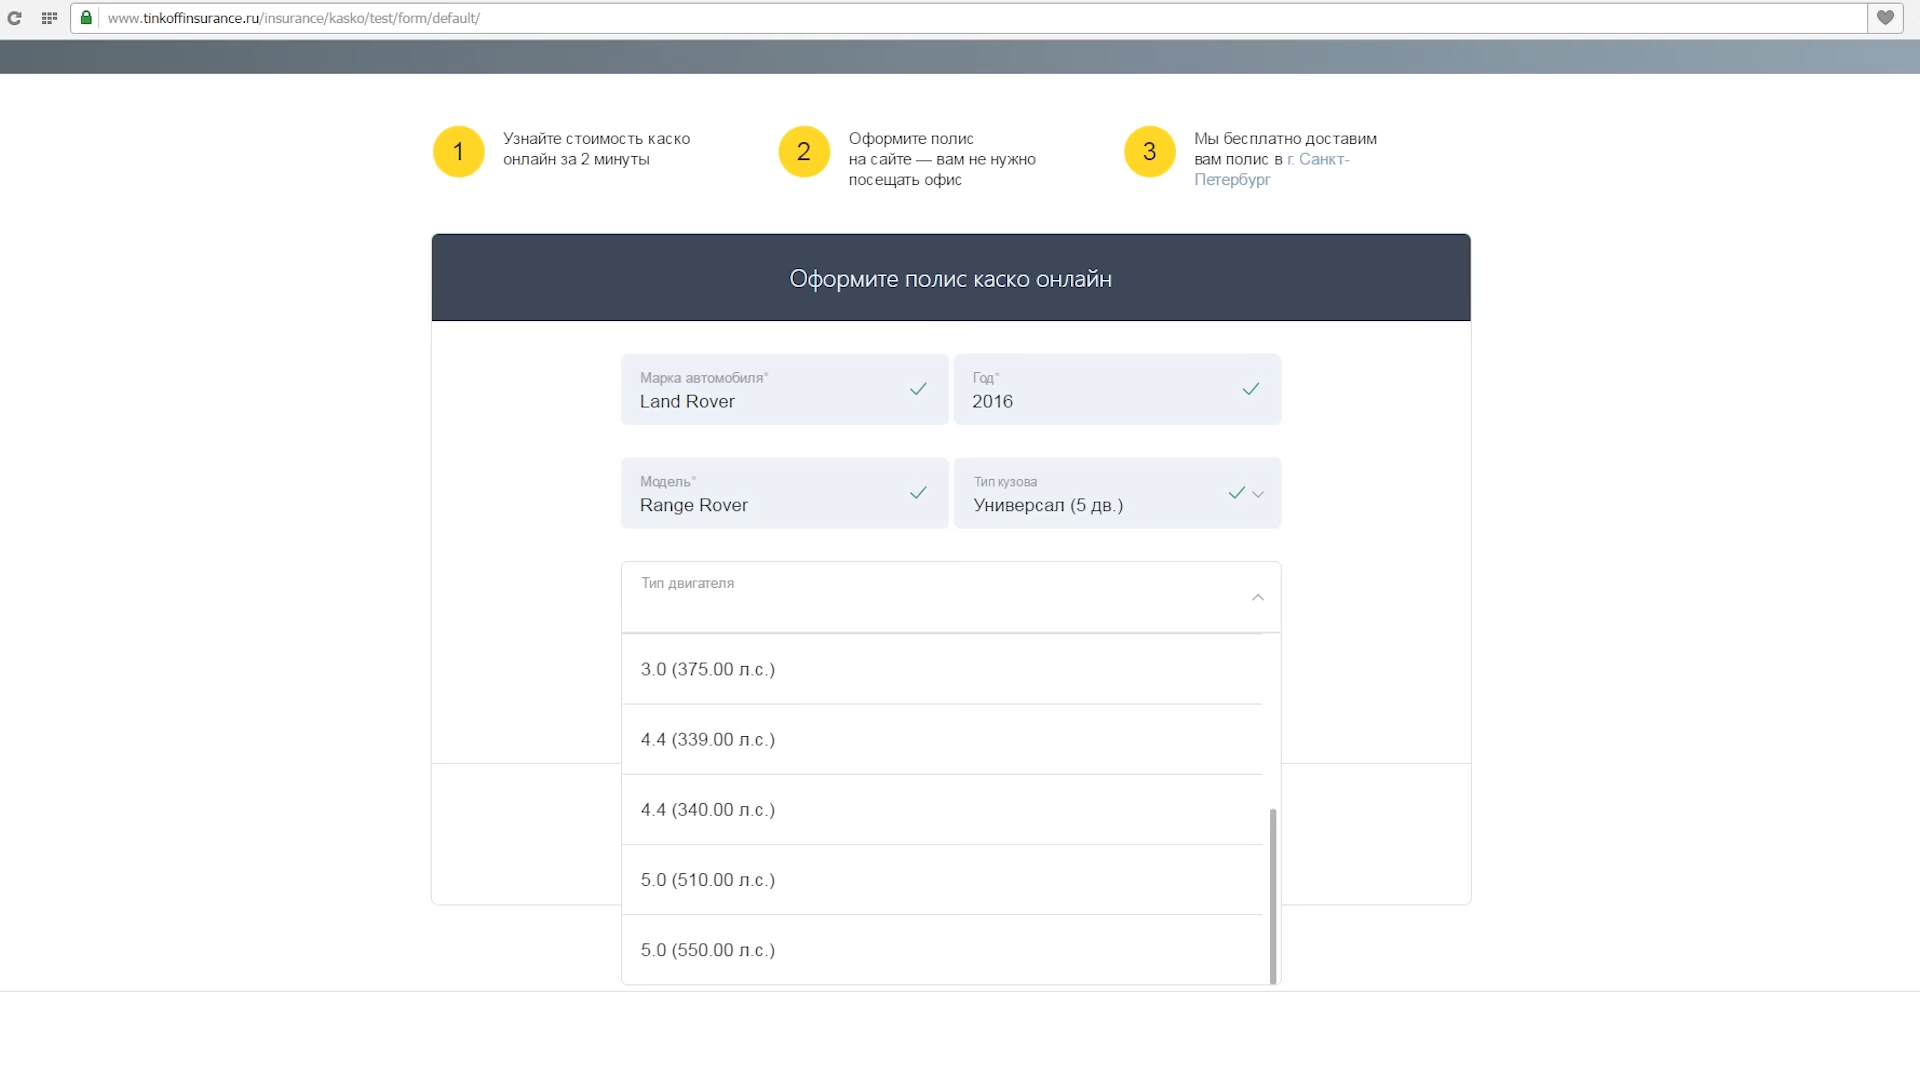 www.tinkoffinsurance.ru/insurance/kasko/test/form/default/
1
Узнайте стоимость каско
онлайн за 2 минуты
2
Оформите полис
на сайте — вам не нужно
посещать офис
3
Мы бесплатно доставим
вам полис в г. Санкт-
Петербург
Оформите полис каско онлайн
Марка автомобиля*
Land Rover
Год*
2016
Модель*
Range Rover
Тип кузова
Универсал (5 дв.)
Тип двигателя
3.0 (375.00 л.с.)
4.4 (339.00 л.с.)
4.4 (340.00 л.с.)
5.0 (510.00 л.с.)
5.0 (550.00 л.с.)